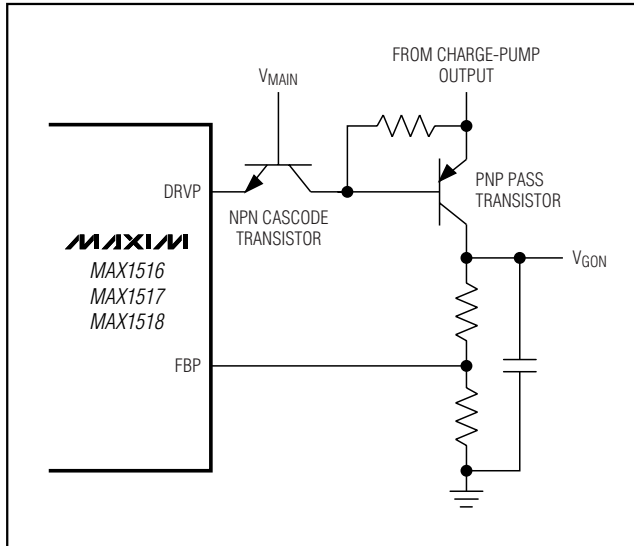 FROM CHARGE-PUMP
OUTPUT
VMAIN
PNP PASS
TRANSISTOR
DRVP
NPN CASCODE
TRANSISTOR
MAXIM
MAX1516
MAX1517
MAX1518
VGON
FBP